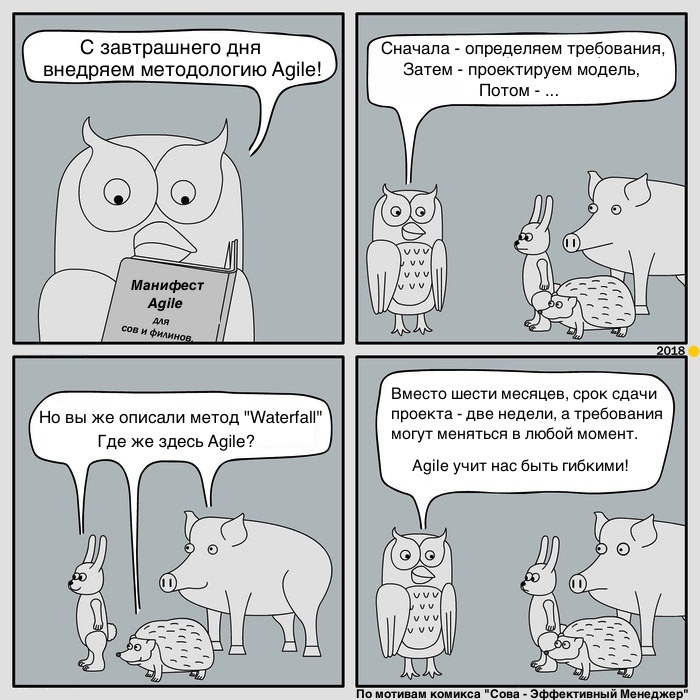 С завтрашнего дня
внедряем методологию Agile!
Манифест
Agile
для
сов и филинов.
Сначала - определяем требования,
Затем - проектируем модель,
Потом - ...
2018
Но вы же описали метод "Waterfall"
Где же здесь Agile?
Вместо шести месяцев, срок сдачи
проекта - две недели, а требования
могут меняться в любой момент.
Agile учит нас быть гибкими!
По мотивам комикса "Сова - Эффективный Менеджер"